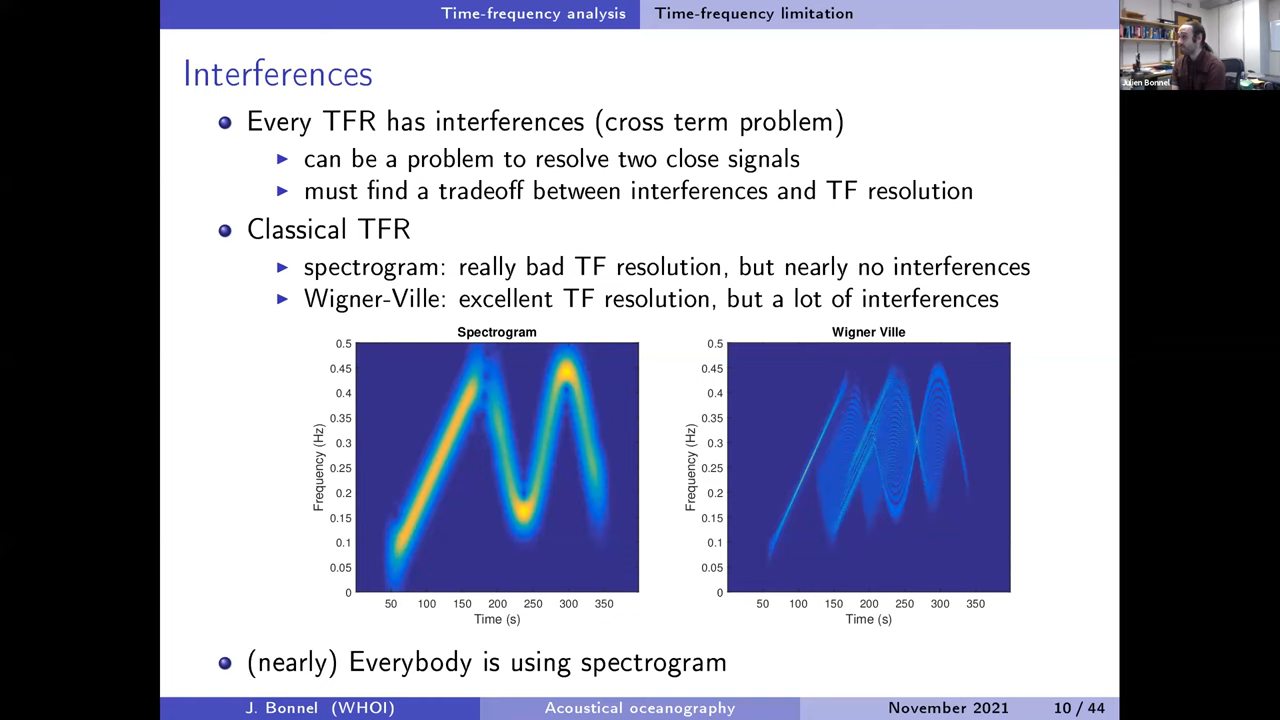 Time-frequency analysis Time-frequency limitation
Julien Bonnel
Interferences
Every TFR has interferences (cross term problem)
can be a problem to resolve two close signals
must find a tradeoff between interferences and TF resolution
Classical TFR
spectrogram: really bad TF resolution, but nearly no interferences
Wigner-Ville: excellent TF resolution, but a lot of interferences
Spectrogram
0.5
0.45
0.4
0.35
0.3
0.25
0.2
0.15
0.1
0.05
0
Frequency (Hz)
50 100 150 200 250 300 350
Time (s)
Wigner Ville
0.5
0.45
0.4
0.35
0.3
0.25
0.2
0.15
0.1
0.05
0
Frequency (Hz)
50 100 150 200 250 300 350
Time (s)
(nearly) Everybody is using spectrogram
J. Bonnel (WHOI) Acoustical oceanography November 2021 10 / 44